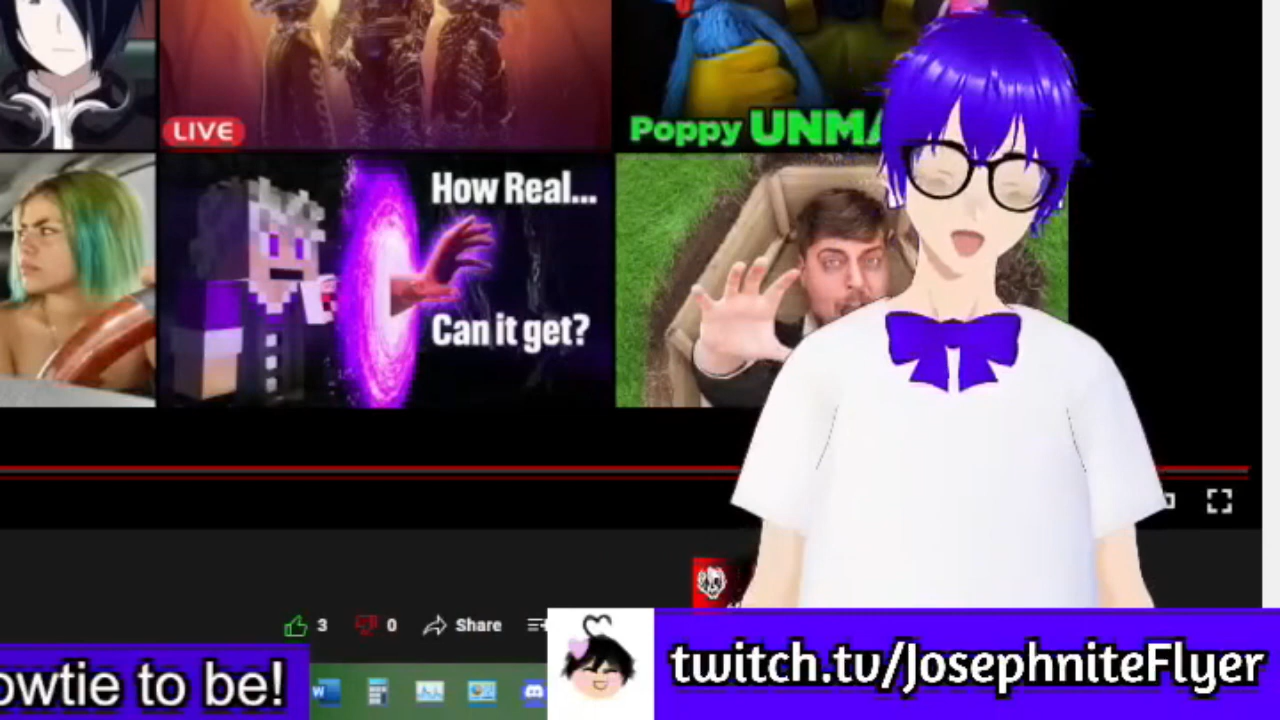 LIVE
Poppy UNMA
How Real...
Can it get?
3
0
Share
owtie to be!
twitch.tv/JosephniteFlyer